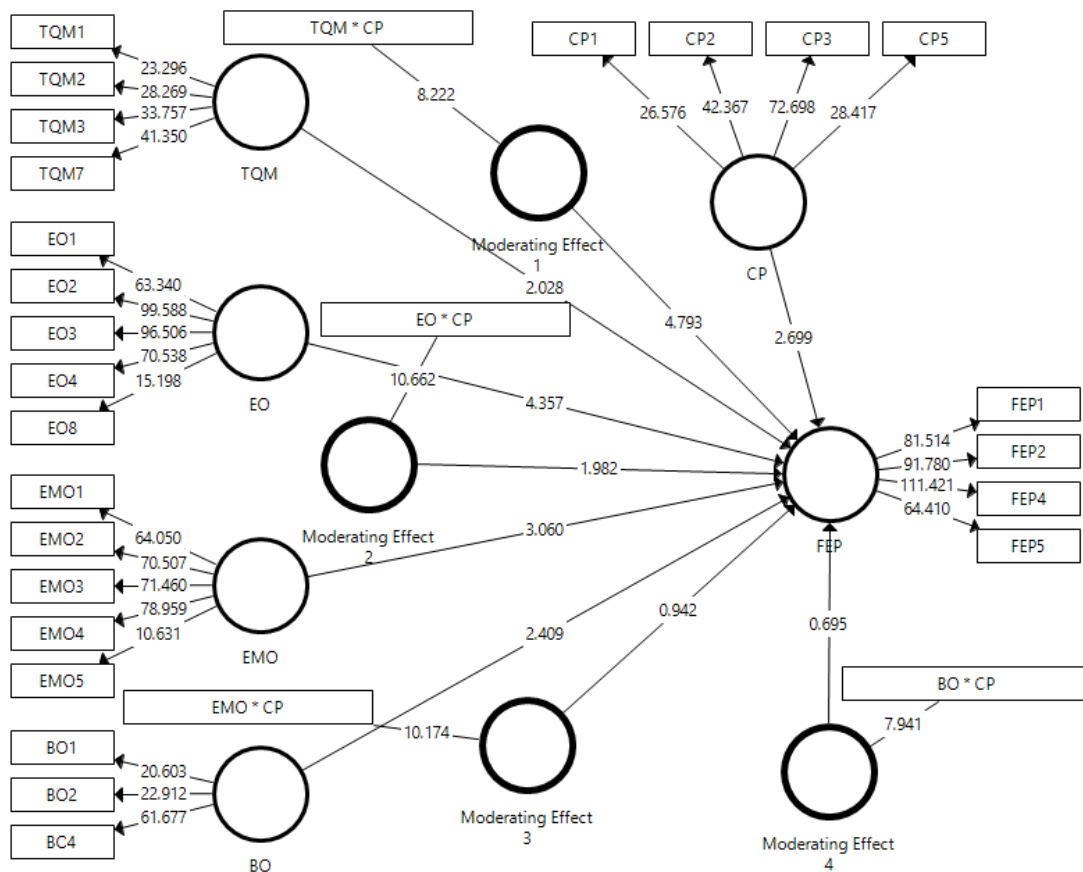 TQM1
TQM2
TQM3
TQM7
23.296
28.269
33.757
41.350
TQM
TQM * CP
8.222
Moderating Effect
1
CP1
CP2
CP3
CP5
26.576
42.367
72.698
28.417
CP
2.028
4.793
2.699
EO1
EO2
EO3
EO4
EO8
63.340
99.588
96.506
70.538
15.198
EO
EO * CP
10.662
Moderating Effect
2
4.357
1.982
3.060
FEP1
FEP2
FEP4
FEP5
81.514
91.780
111.421
64.410
FEP
EMO1
EMO2
EMO3
EMO4
EMO5
64.050
70.507
71.460
78.959
10.631
EMO
2.409
0.942
0.695
EMO * CP
10.174
Moderating Effect
3
BO * CP
7.941
Moderating Effect
4
BO1
BO2
BC4
20.603
22.912
61.677
BO